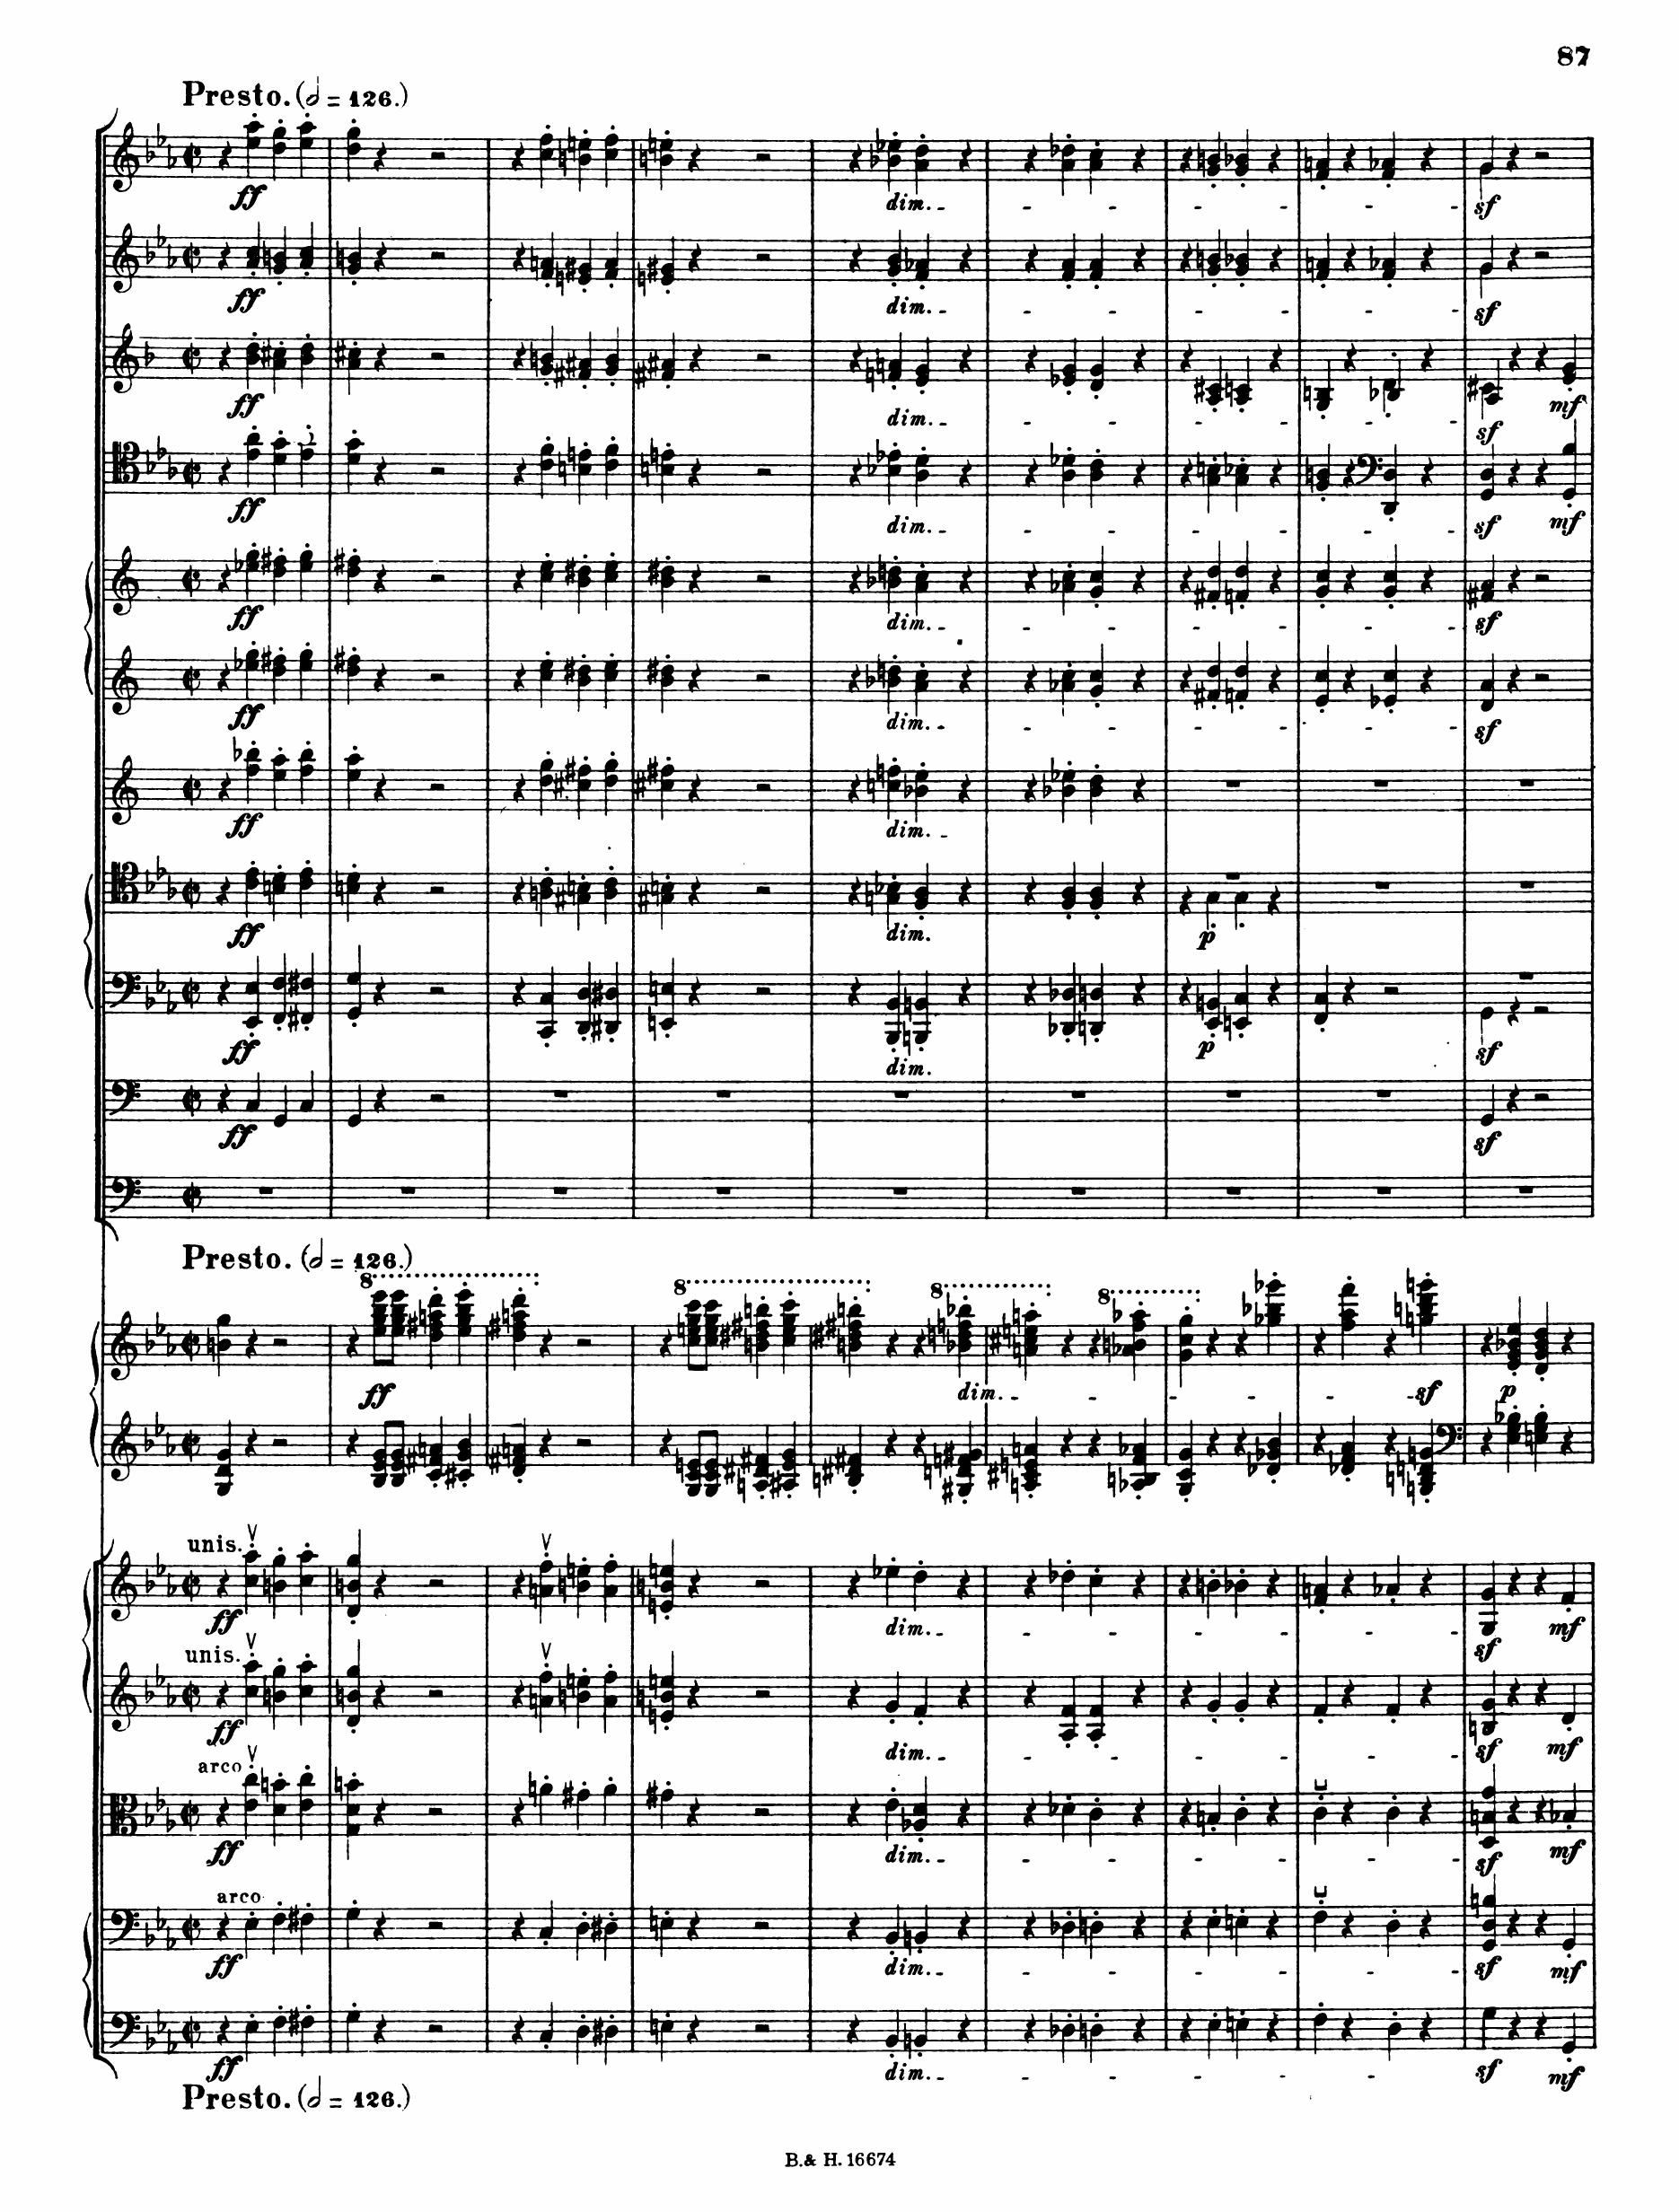 87
Presto. (𝅗𝅥 = 126.)
ff
dim.
sf
ff
dim.
sf
ff
dim.
sf
mf
ff
dim.
sf
mf
ff
dim.
sf
ff
dim.
sf
ff
dim.
ff
dim.
p
ff
dim.
p
sf
ff
sf
Presto. (𝅗𝅥 = 126.)
8 8 8 8
ff dim. sf p
unis.
ff
dim.
sf
mf
unis.
ff
dim.
sf
mf
arco
ff
dim.
sf
mf
arco
ff
dim.
sf
mf
ff
dim.
sf
mf
Presto. (𝅗𝅥 = 126.)
B.& H. 16674